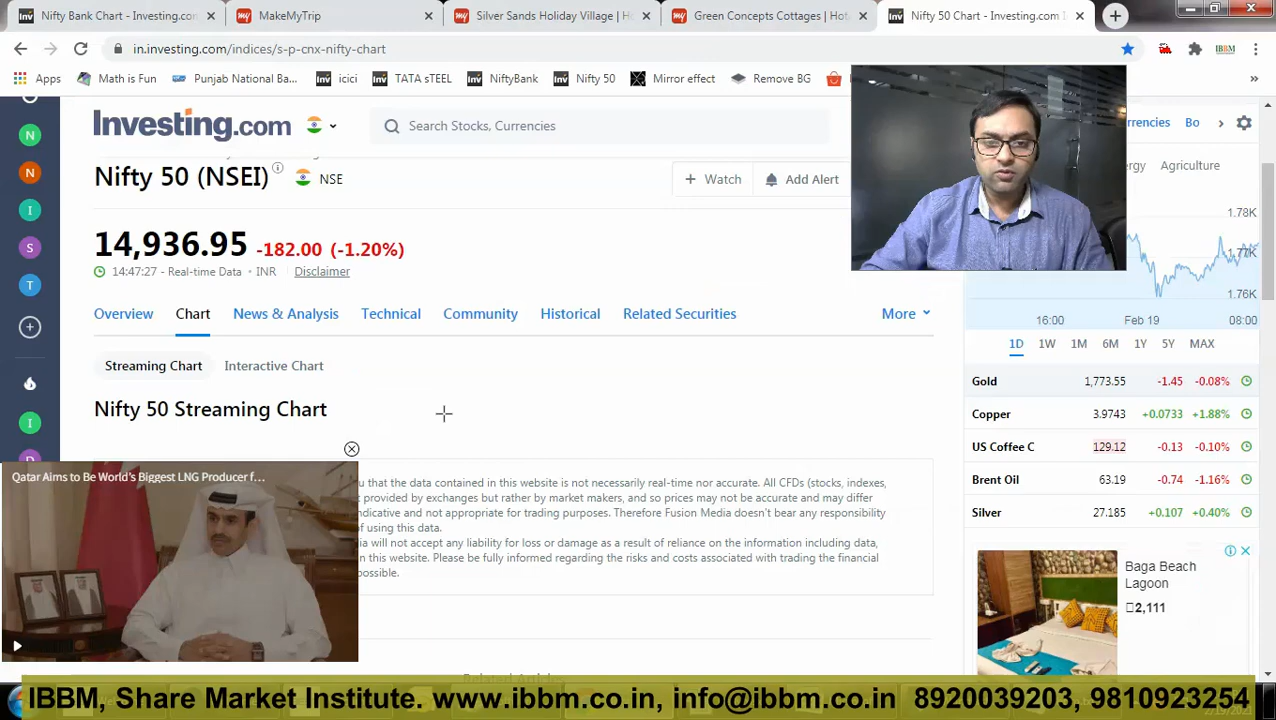 Nifty Bank Chart - Investing.com
MakeMyTrip
Silver Sands Holiday Village | Ho
Green Concepts Cottages | Hot
Nifty 50 Chart - Investing.com I
in.investing.com/indices/s-p-cnx-nifty-chart
IBBM
Apps
Math is Fun
Punjab National Ba...
icici
TATA sTEEL
NiftyBank
Nifty 50
Mirror effect
Remove BG
»
Investing.com
Search Stocks, Currencies
rrencies
Bo
Nifty 50 (NSEI)
NSE
+ Watch
Add Alert
ergy
Agriculture
14,936.95 -182.00 (-1.20%)
14:47:27 - Real-time Data
INR
Disclaimer
1.78K
1.77K
1.76K
16:00
Feb 19
08:00
Overview
Chart
News & Analysis
Technical
Community
Historical
Related Securities
More
1D
1W
1M
6M
1Y
5Y
MAX
Streaming Chart
Interactive Chart
Gold 1,773.55 -1.45 -0.08%
Nifty 50 Streaming Chart
Copper 3.9743 +0.0733 +1.88%
US Coffee C 129.12 -0.13 -0.10%
Brent Oil 63.19 -0.74 -1.16%
Silver 27.185 +0.107 +0.40%
N
N
I
S
T
I
Qatar Aims to Be World's Biggest LNG Producer f...
u that the data contained in this website is not necessarily real-time nor accurate. All CFDs (stocks, indexes,
t provided by exchanges but rather by market makers, and so prices may not be accurate and may differ
ndicative and not appropriate for trading purposes. Therefore Fusion Media doesn't bear any responsibility
of using this data.
ia will not accept any liability for loss or damage as a result of reliance on the information including data,
n this website. Please be fully informed regarding the risks and costs associated with trading the financial
possible.
Baga Beach
Lagoon
2,111
IBBM, Share Market Institute. www.ibbm.co.in, info@ibbm.co.in 8920039203, 9810923254